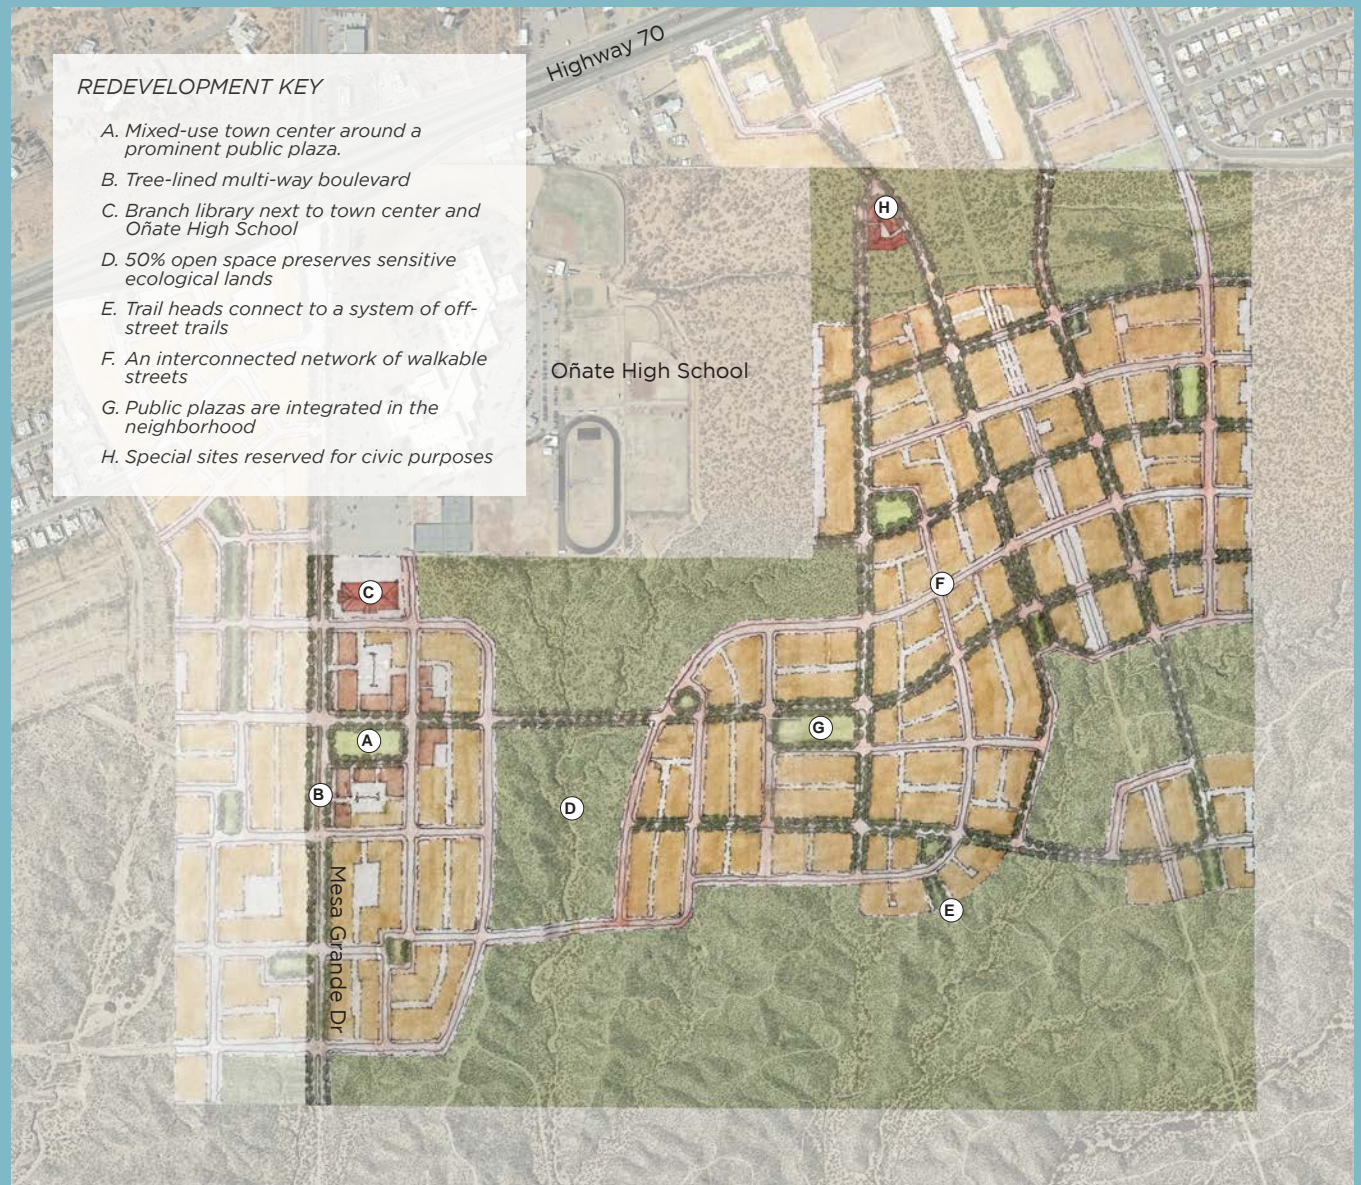 Highway 70
REDEVELOPMENT KEY
A. Mixed-use town center around a
prominent public plaza.
B. Tree-lined multi-way boulevard
C. Branch library next to town center and
Oñate High School
D. 50% open space preserves sensitive
ecological lands
E. Trail heads connect to a system of off-
street trails
F. An interconnected network of walkable
streets
G. Public plazas are integrated in the
neighborhood
H. Special sites reserved for civic purposes
H
Oñate High School
C
F
A
G
B
D
Mesa Grande Dr
E